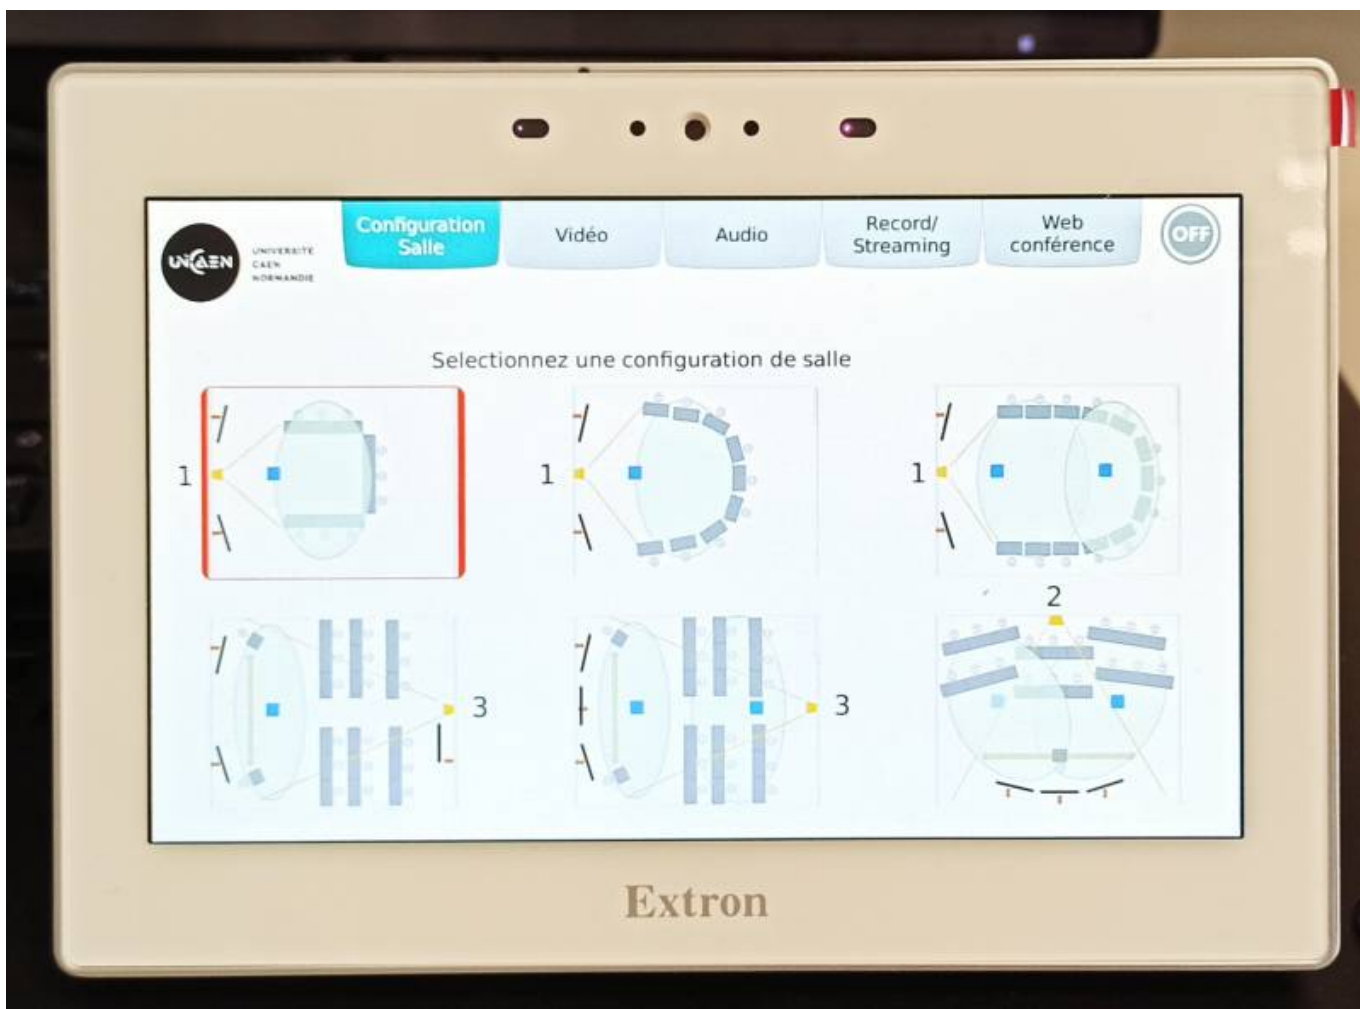 UNICAEN
UNIVERSITÉ
CAEN
NORMANDIE
Configuration
Salle
Vidéo
Audio
Record/
Streaming
Web
conférence
OFF
Selectionnez une configuration de salle
1
1
1
3
3
2
Extron